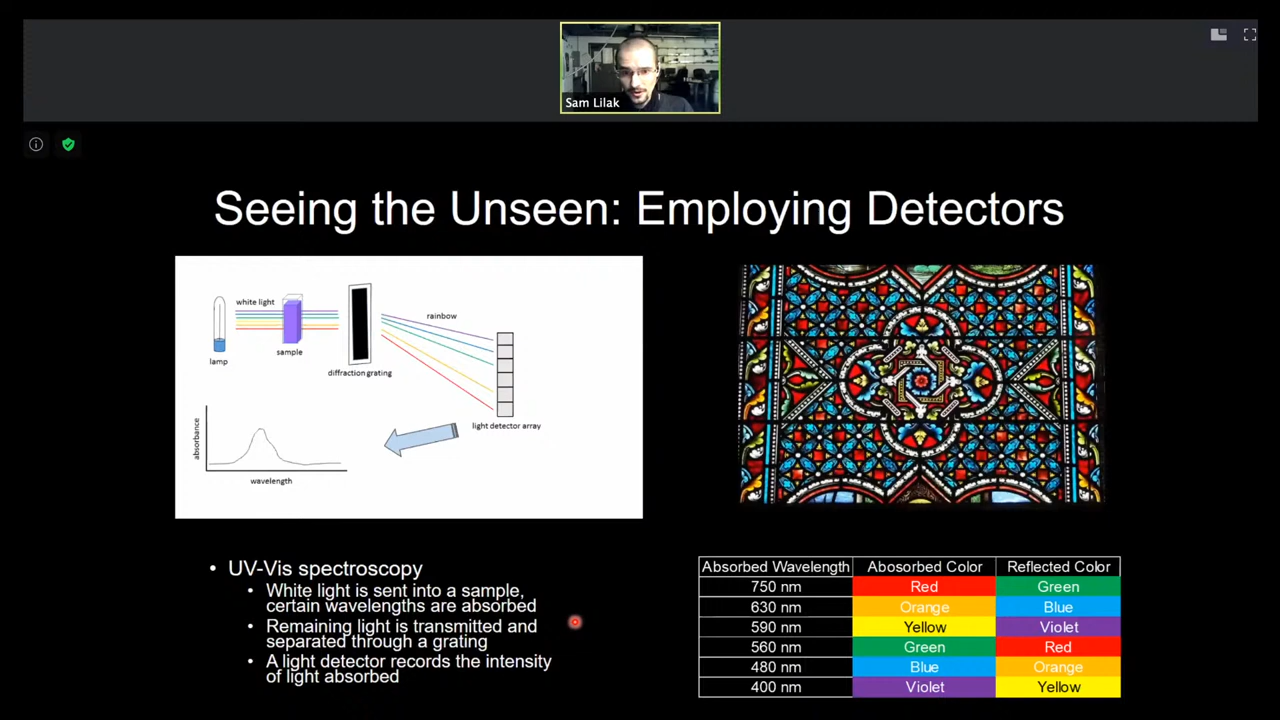 Sam Lilak
Seeing the Unseen: Employing Detectors
white light
lamp
sample
diffraction grating
rainbow
light detector array
absorbance
wavelength
• UV-Vis spectroscopy
• White light is sent into a sample,
certain wavelengths are absorbed
• Remaining light is transmitted and
separated through a grating
• A light detector records the intensity
of light absorbed
Absorbed Wavelength Abosorbed Color Reflected Color
750 nm Red Green
630 nm Orange Blue
590 nm Yellow Violet
560 nm Green Red
480 nm Blue Orange
400 nm Violet Yellow